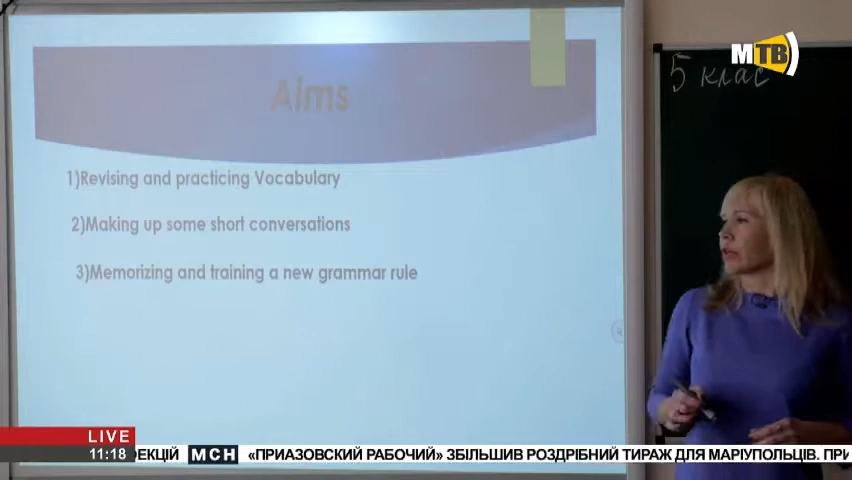 МТВ
5 клас
Aims
1)Revising and practicing Vocabulary
2)Making up some short conversations
3)Memorizing and training a new grammar rule
LIVE
11:18
ЕКЦІЙ МСН «ПРИАЗОВСКИЙ РАБОЧИЙ» ЗБІЛЬШИВ РОЗДРІБНИЙ ТИРАЖ ДЛЯ МАРІУПОЛЬЦІВ. ПРИ